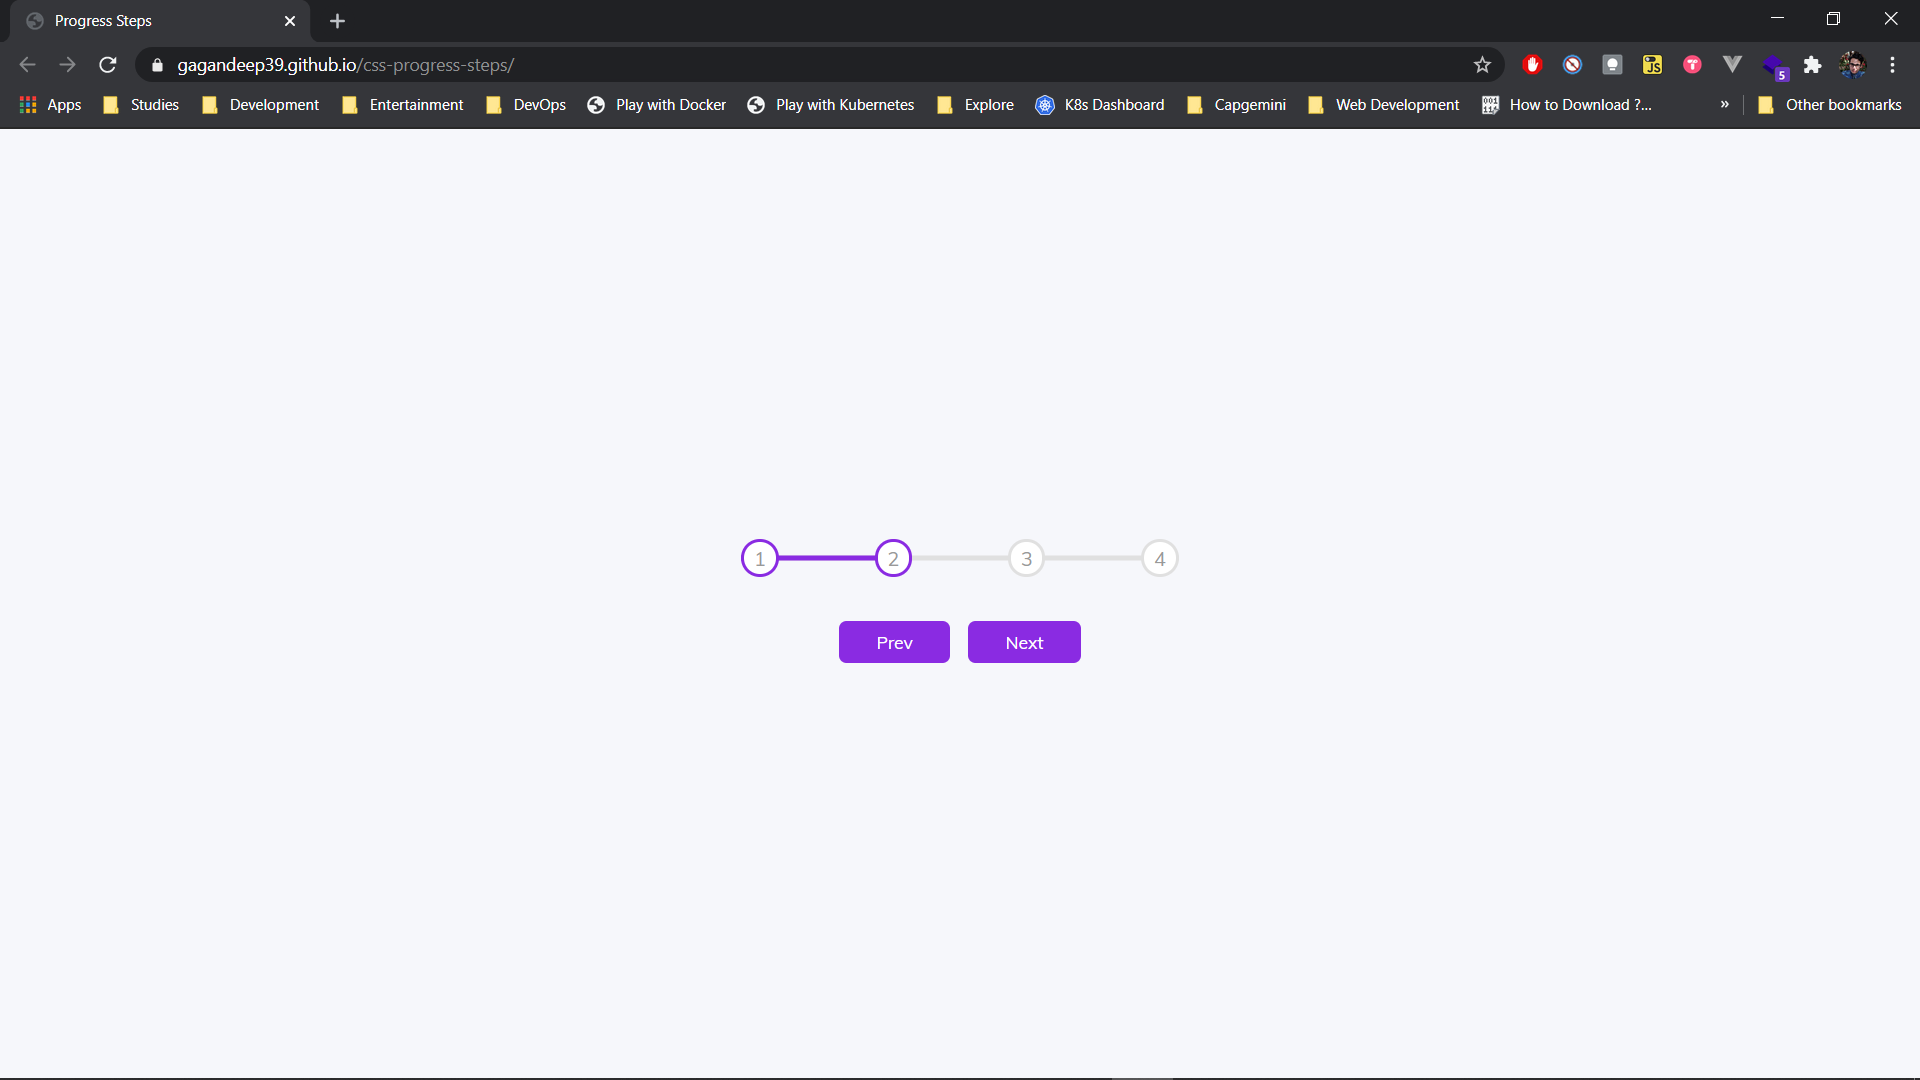 Progress Steps
gagandeep39.github.io/css-progress-steps/
5
Apps Studies Development Entertainment DevOps Play with Docker Play with Kubernetes Explore K8s Dashboard Capgemini Web Development How to Download ?... » Other bookmarks
1 2 3 4
Prev Next